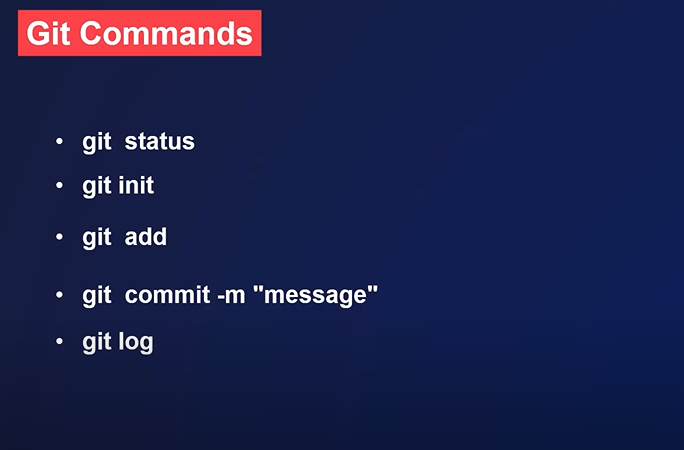 Git Commands
• git  status
• git init
• git  add
• git  commit -m "message"
• git log